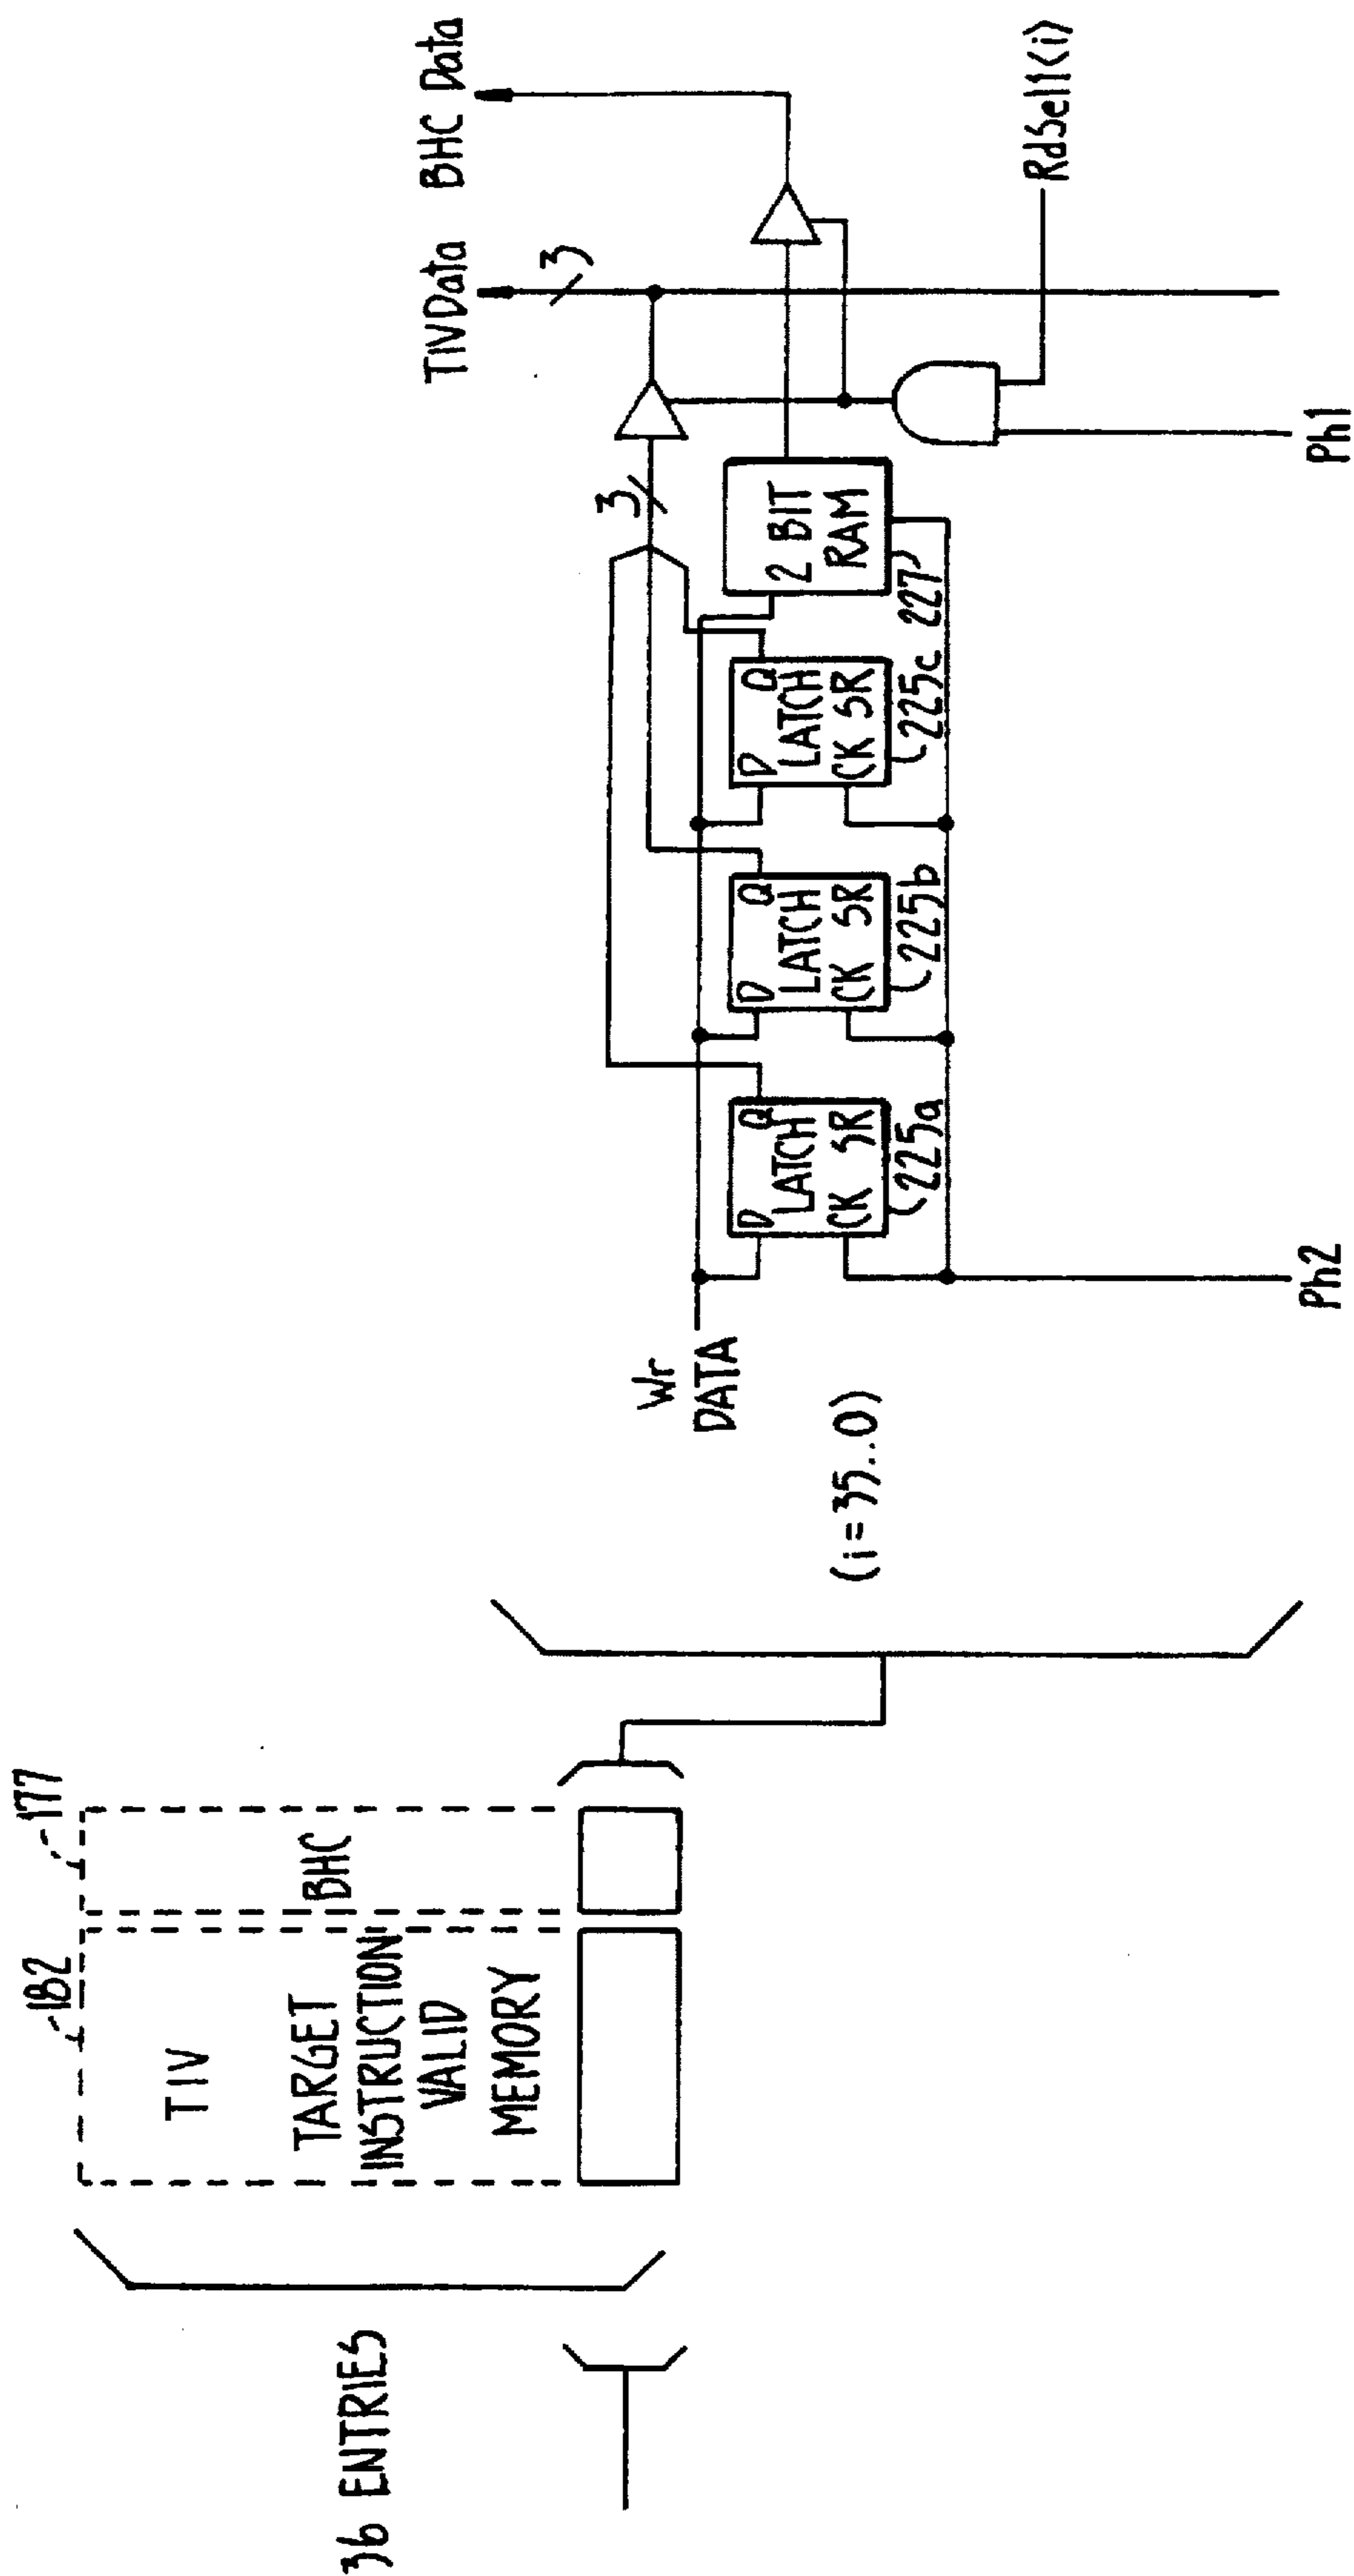 36 ENTRIES
182
177
TIV
TARGET
INSTRUCTION
VALID
MEMORY
BHC
(i=35..0)
Wr
DATA
TIVData
BHC Data
3
3
D Q
LATCH
CK SR
225a
D Q
LATCH
CK SR
225b
D Q
LATCH
CK SR
225c
2 BIT
RAM
227
RdSel1<i>
Ph2
Ph1